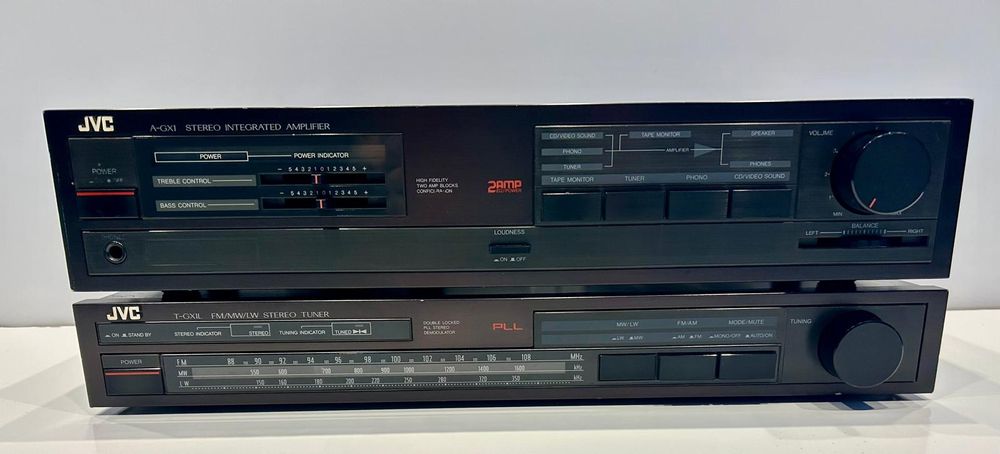 JVC A-GX1 STEREO INTEGRATED AMPLIFIER
POWER
POWER POWER INDICATOR
- 5 4 3 2 1 0 1 2 3 4 5 +
TREBLE CONTROL
- 5 4 3 2 1 0 1 2 3 4 5 +
BASS CONTROL
HIGH FIDELITY
TWO AMP BLOCKS
2AMP
CD/VIDEO SOUND TAPE MONITOR SPEAKER
PHONO AMPLIFIER
TUNER PHONES
TAPE MONITOR TUNER PHONO CD/VIDEO SOUND
VOLUME
MIN
BALANCE
LEFT RIGHT
PHONES
LOUDNESS
ON OFF
JVC T-GX1L FM/MW/LW STEREO TUNER
ON STAND BY STEREO INDICATOR STEREO TUNING INDICATOR TUNED
DOUBLE LOCKED
PLL STEREO
DEMODULATOR
PLL
MW/LW FM/AM MODE/MUTE
LW MW AM FM MONO/OFF AUTO/ON
TUNING
POWER
FM 88 90 92 94 96 98 100 102 104 106 108 MHz
MW 550 600 700 800 900 1000 1200 1400 1600 kHz
LW 150 160 180 200 220 250 280 320 350 kHz